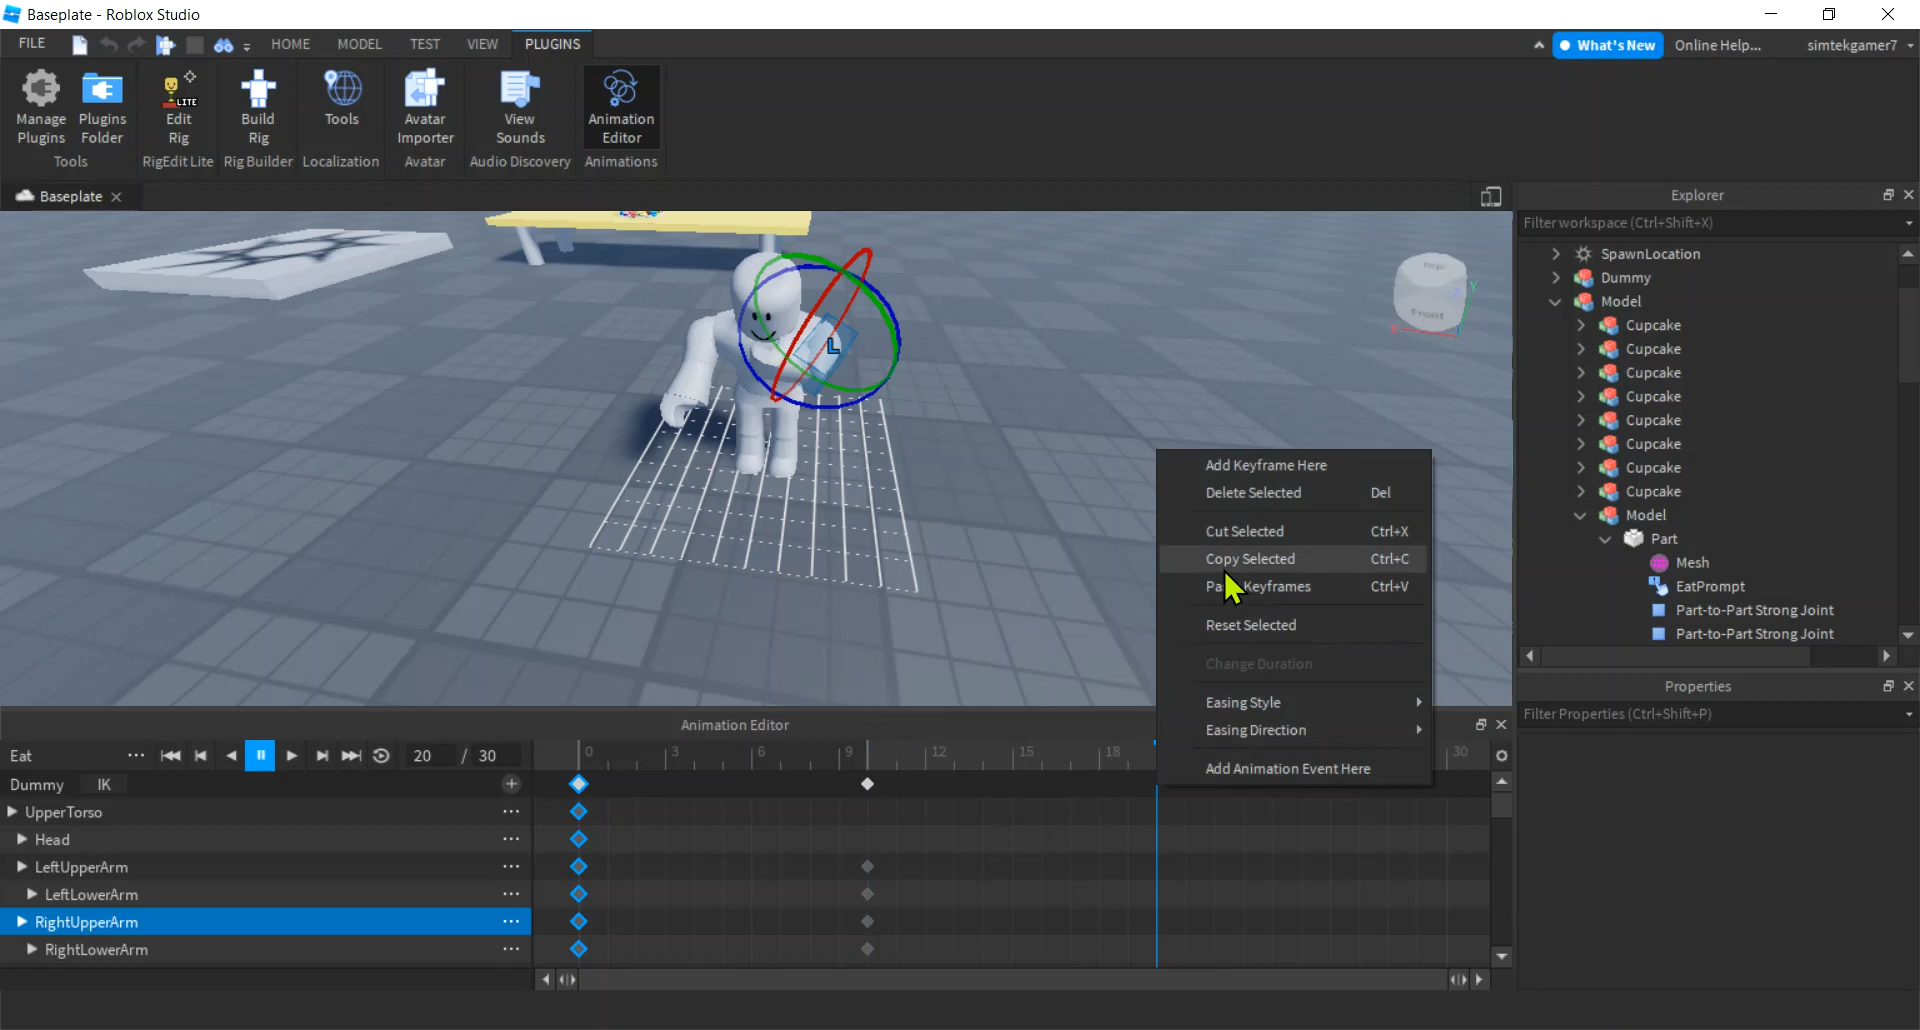 Baseplate - Roblox Studio
FILE
HOME
MODEL
TEST
VIEW
PLUGINS
What's New
Online Help...
simtekgamer7
Manage Plugins
Plugins Folder
LITE
Edit Rig
Build Rig
Tools
Avatar Importer
View Sounds
Animation Editor
Tools
RigEdit Lite
Rig Builder
Localization
Avatar
Audio Discovery
Animations
Baseplate
Explorer
Filter workspace (Ctrl+Shift+X)
SpawnLocation
Dummy
Model
Cupcake
Cupcake
Cupcake
Cupcake
Cupcake
Cupcake
Cupcake
Cupcake
Model
Part
Mesh
EatPrompt
Part-to-Part Strong Joint
Part-to-Part Strong Joint
Properties
Filter Properties (Ctrl+Shift+P)
L
Front
Y
Add Keyframe Here
Delete Selected Del
Cut Selected Ctrl+X
Copy Selected Ctrl+C
Keyframes Ctrl+V
Reset Selected
Change Duration
Easing Style
Easing Direction
Add Animation Event Here
Animation Editor
Eat ... 20 / 30
0 3 6 9 12 15 18 30
Dummy IK
UpperTorso ...
Head ...
LeftUpperArm ...
LeftLowerArm ...
RightUpperArm ...
RightLowerArm ...